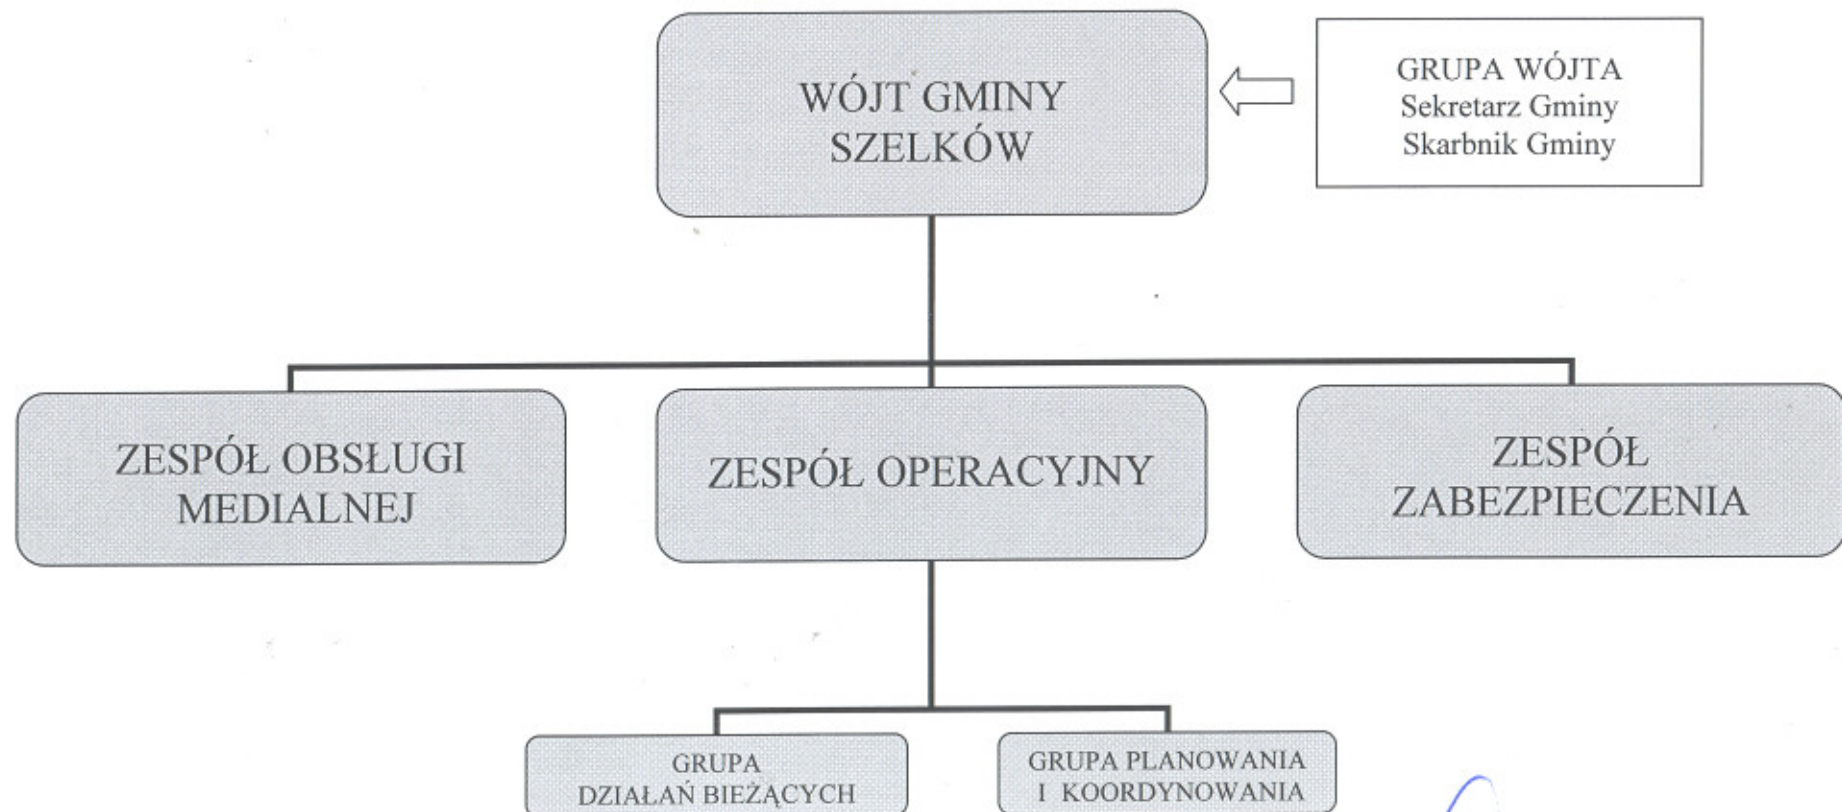 WÓJT GMINY
SZELKÓW
GRUPA WÓJTA
Sekretarz Gminy
Skarbnik Gminy
ZESPÓŁ OBSŁUGI
MEDIALNEJ
ZESPÓŁ OPERACYJNY
ZESPÓŁ
ZABEZPIECZENIA
GRUPA
DZIAŁAŃ BIEŻĄCYCH
GRUPA PLANOWANIA
I KOORDYNOWANIA